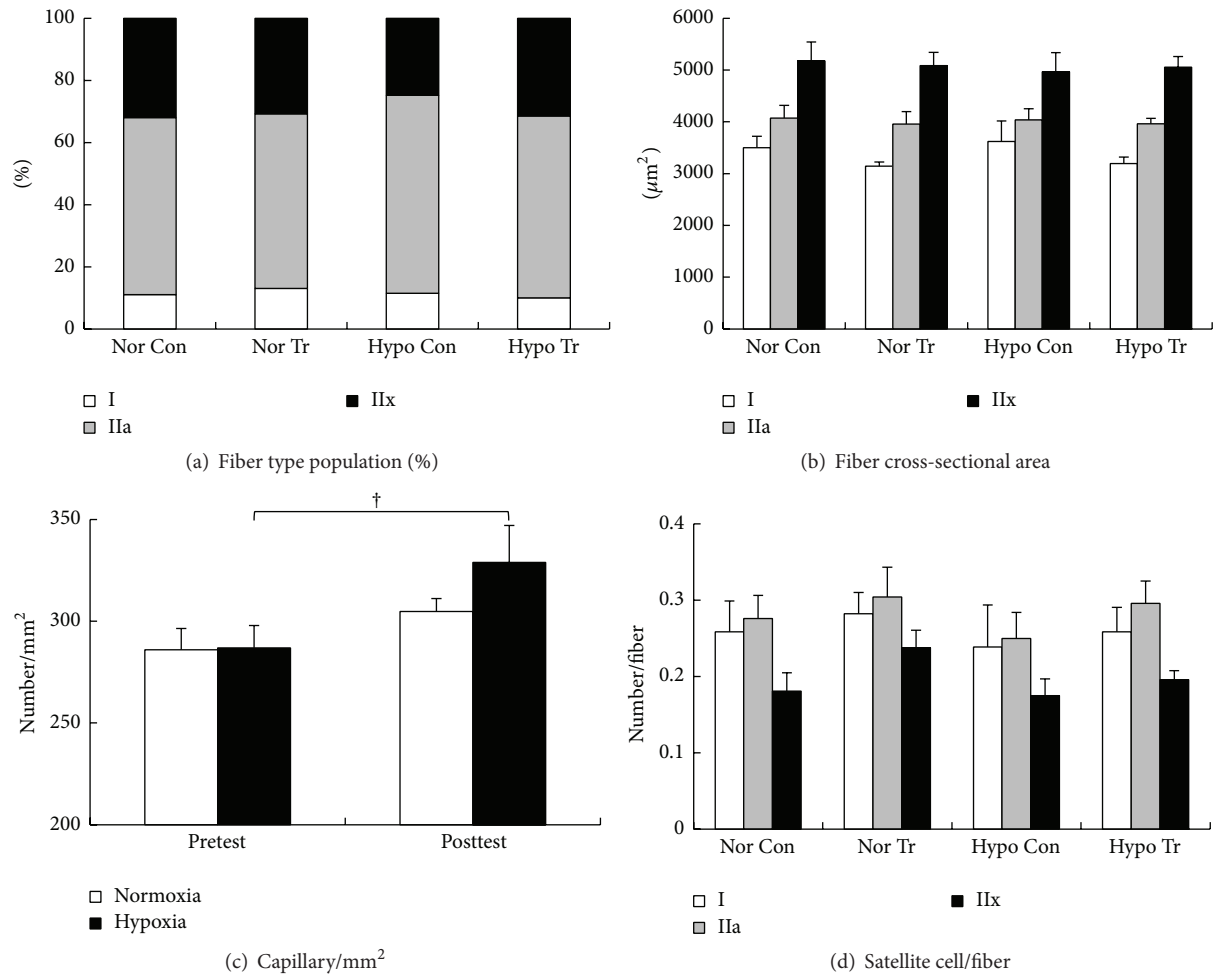 100
80
60
40
20
0
(%)
Nor Con Nor Tr Hypo Con Hypo Tr
I
IIa
IIx
(a) Fiber type population (%)
6000
5000
4000
3000
2000
1000
0
(μm²)
Nor Con Nor Tr Hypo Con Hypo Tr
I
IIa
IIx
(b) Fiber cross-sectional area
350
300
250
200
Number/mm²
†
Pretest Posttest
Normoxia
Hypoxia
(c) Capillary/mm²
0.4
0.3
0.2
0.1
0
Number/fiber
Nor Con Nor Tr Hypo Con Hypo Tr
I
IIa
IIx
(d) Satellite cell/fiber